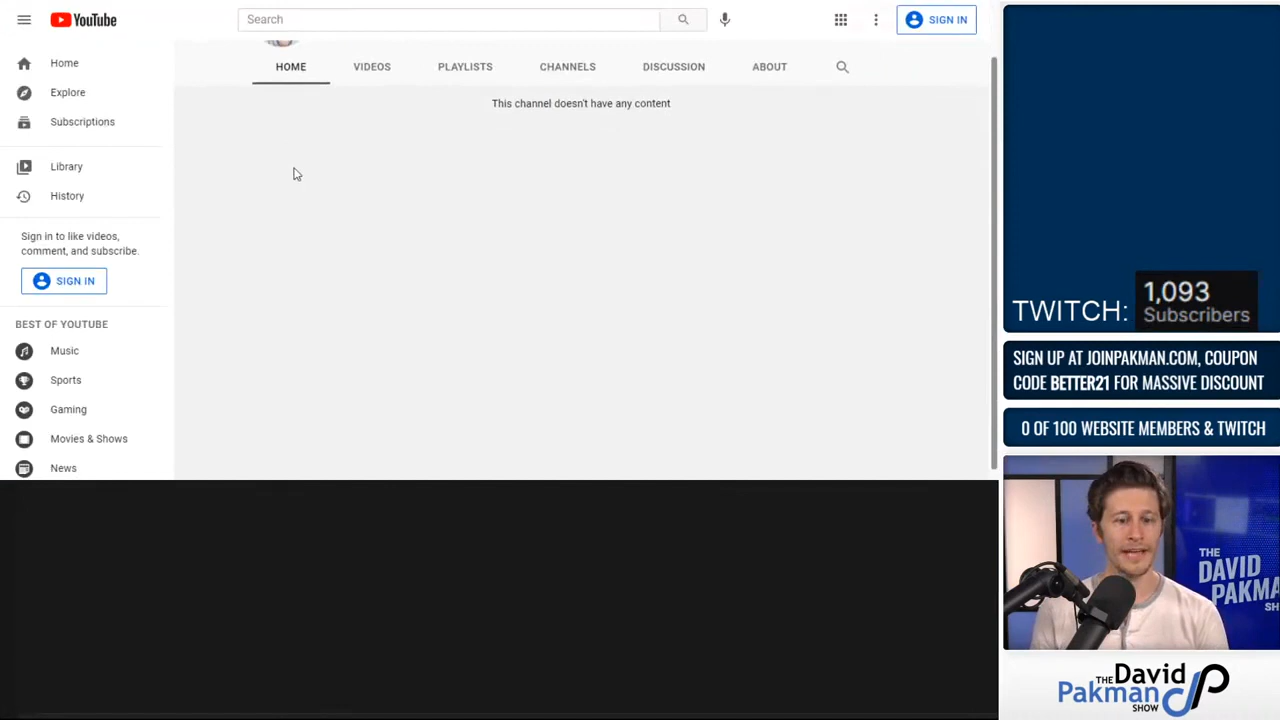 YouTube
Search
SIGN IN
Home
Explore
Subscriptions
Library
History
Sign in to like videos,
comment, and subscribe.
SIGN IN
BEST OF YOUTUBE
Music
Sports
Gaming
Movies & Shows
News
HOME VIDEOS PLAYLISTS CHANNELS DISCUSSION ABOUT
This channel doesn't have any content
TWITCH: 1,093
Subscribers
SIGN UP AT JOINPAKMAN.COM, COUPON
CODE BETTER21 FOR MASSIVE DISCOUNT
0 OF 100 WEBSITE MEMBERS & TWITCH
THE
DAVID
PAKMA
SH
THE David
Pakman
SHOW